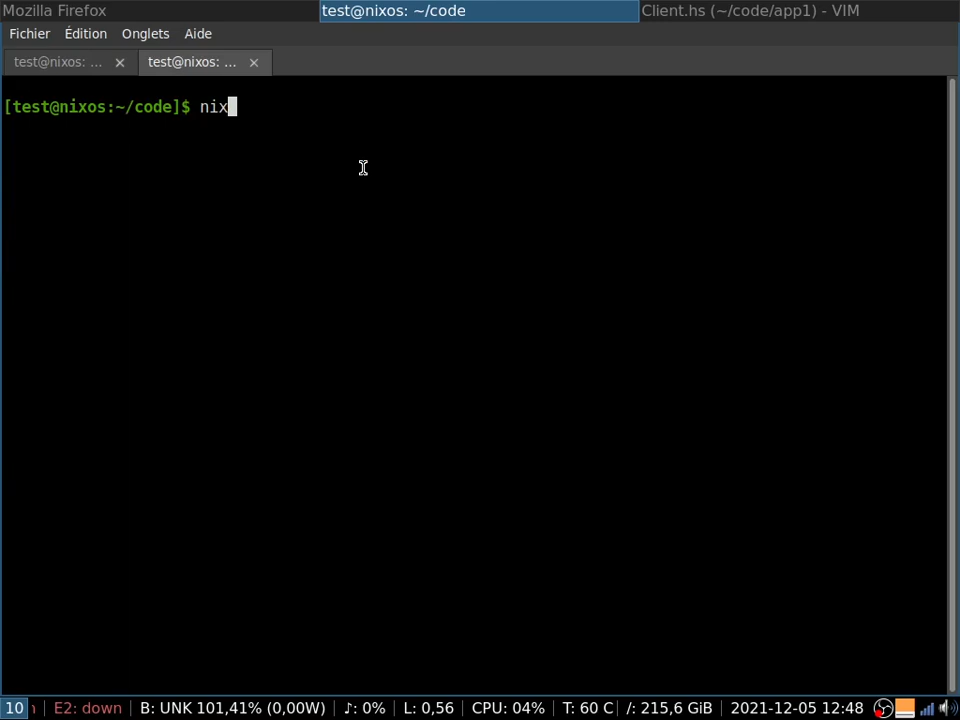 Mozilla Firefox
test@nixos: ~/code
Client.hs (~/code/app1) - VIM
Fichier Édition Onglets Aide
test@nixos: ... ×
test@nixos: ... ×
[test@nixos:~/code]$ nix
10 E2: down | B: UNK 101,41% (0,00W) | ♪: 0% | L: 0,56 | CPU: 04% | T: 60 C | /: 215,6 GiB | 2021-12-05 12:48